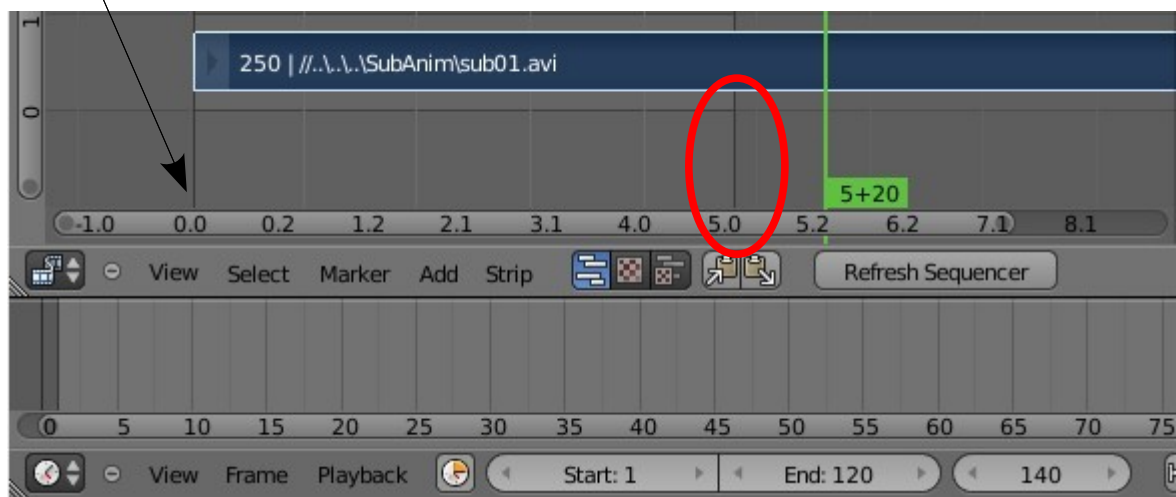 1
250 | //..\..\..\SubAnim\sub01.avi
0
5+20
-1.0 0.0 0.2 1.2 2.1 3.1 4.0 5.0 5.2 6.2 7.1 8.1
View Select Marker Add Strip Refresh Sequencer
0 5 10 15 20 25 30 35 40 45 50 55 60 65 70 75
View Frame Playback Start: 1 End: 120 140